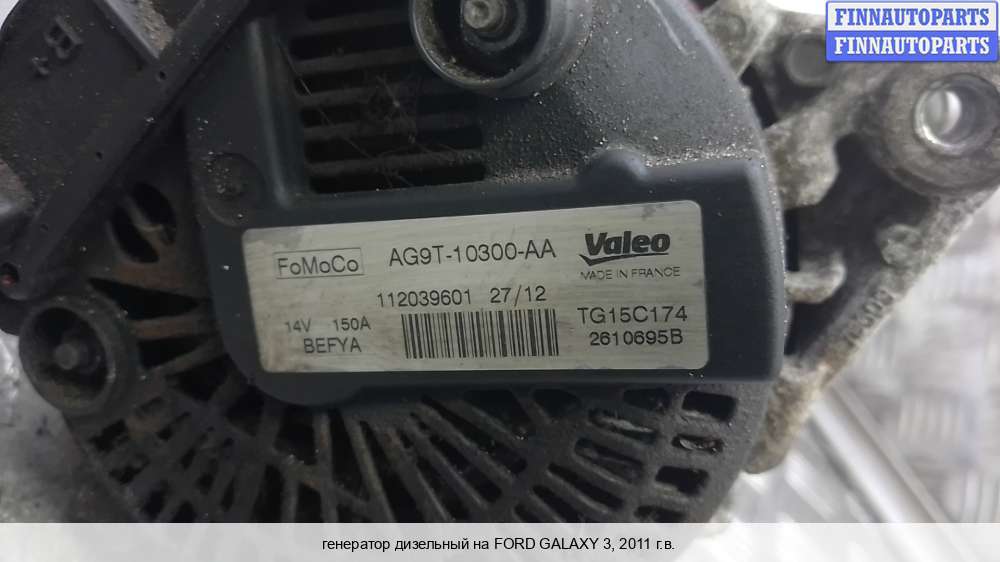 FINNAUTOPARTS
FINNAUTOPARTS
B+
FoMoCo AG9T-10300-AA Valeo
MADE IN FRANCE
112039601 27/12
14V 150A TG15C174
BEFYA 2610695B
генератор дизельный на FORD GALAXY 3, 2011 г.в.